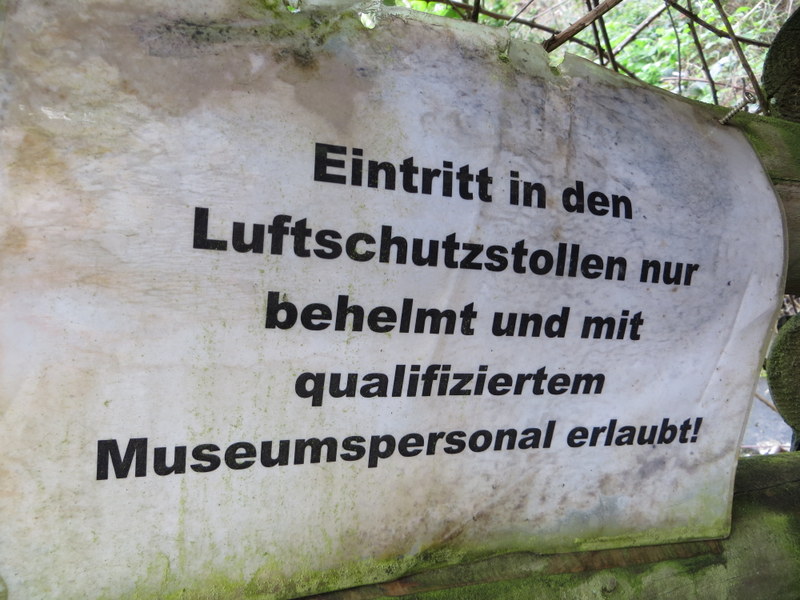 Eintritt in den
Luftschutzstollen nur
behelmt und mit
qualifiziertem
Museumspersonal erlaubt!